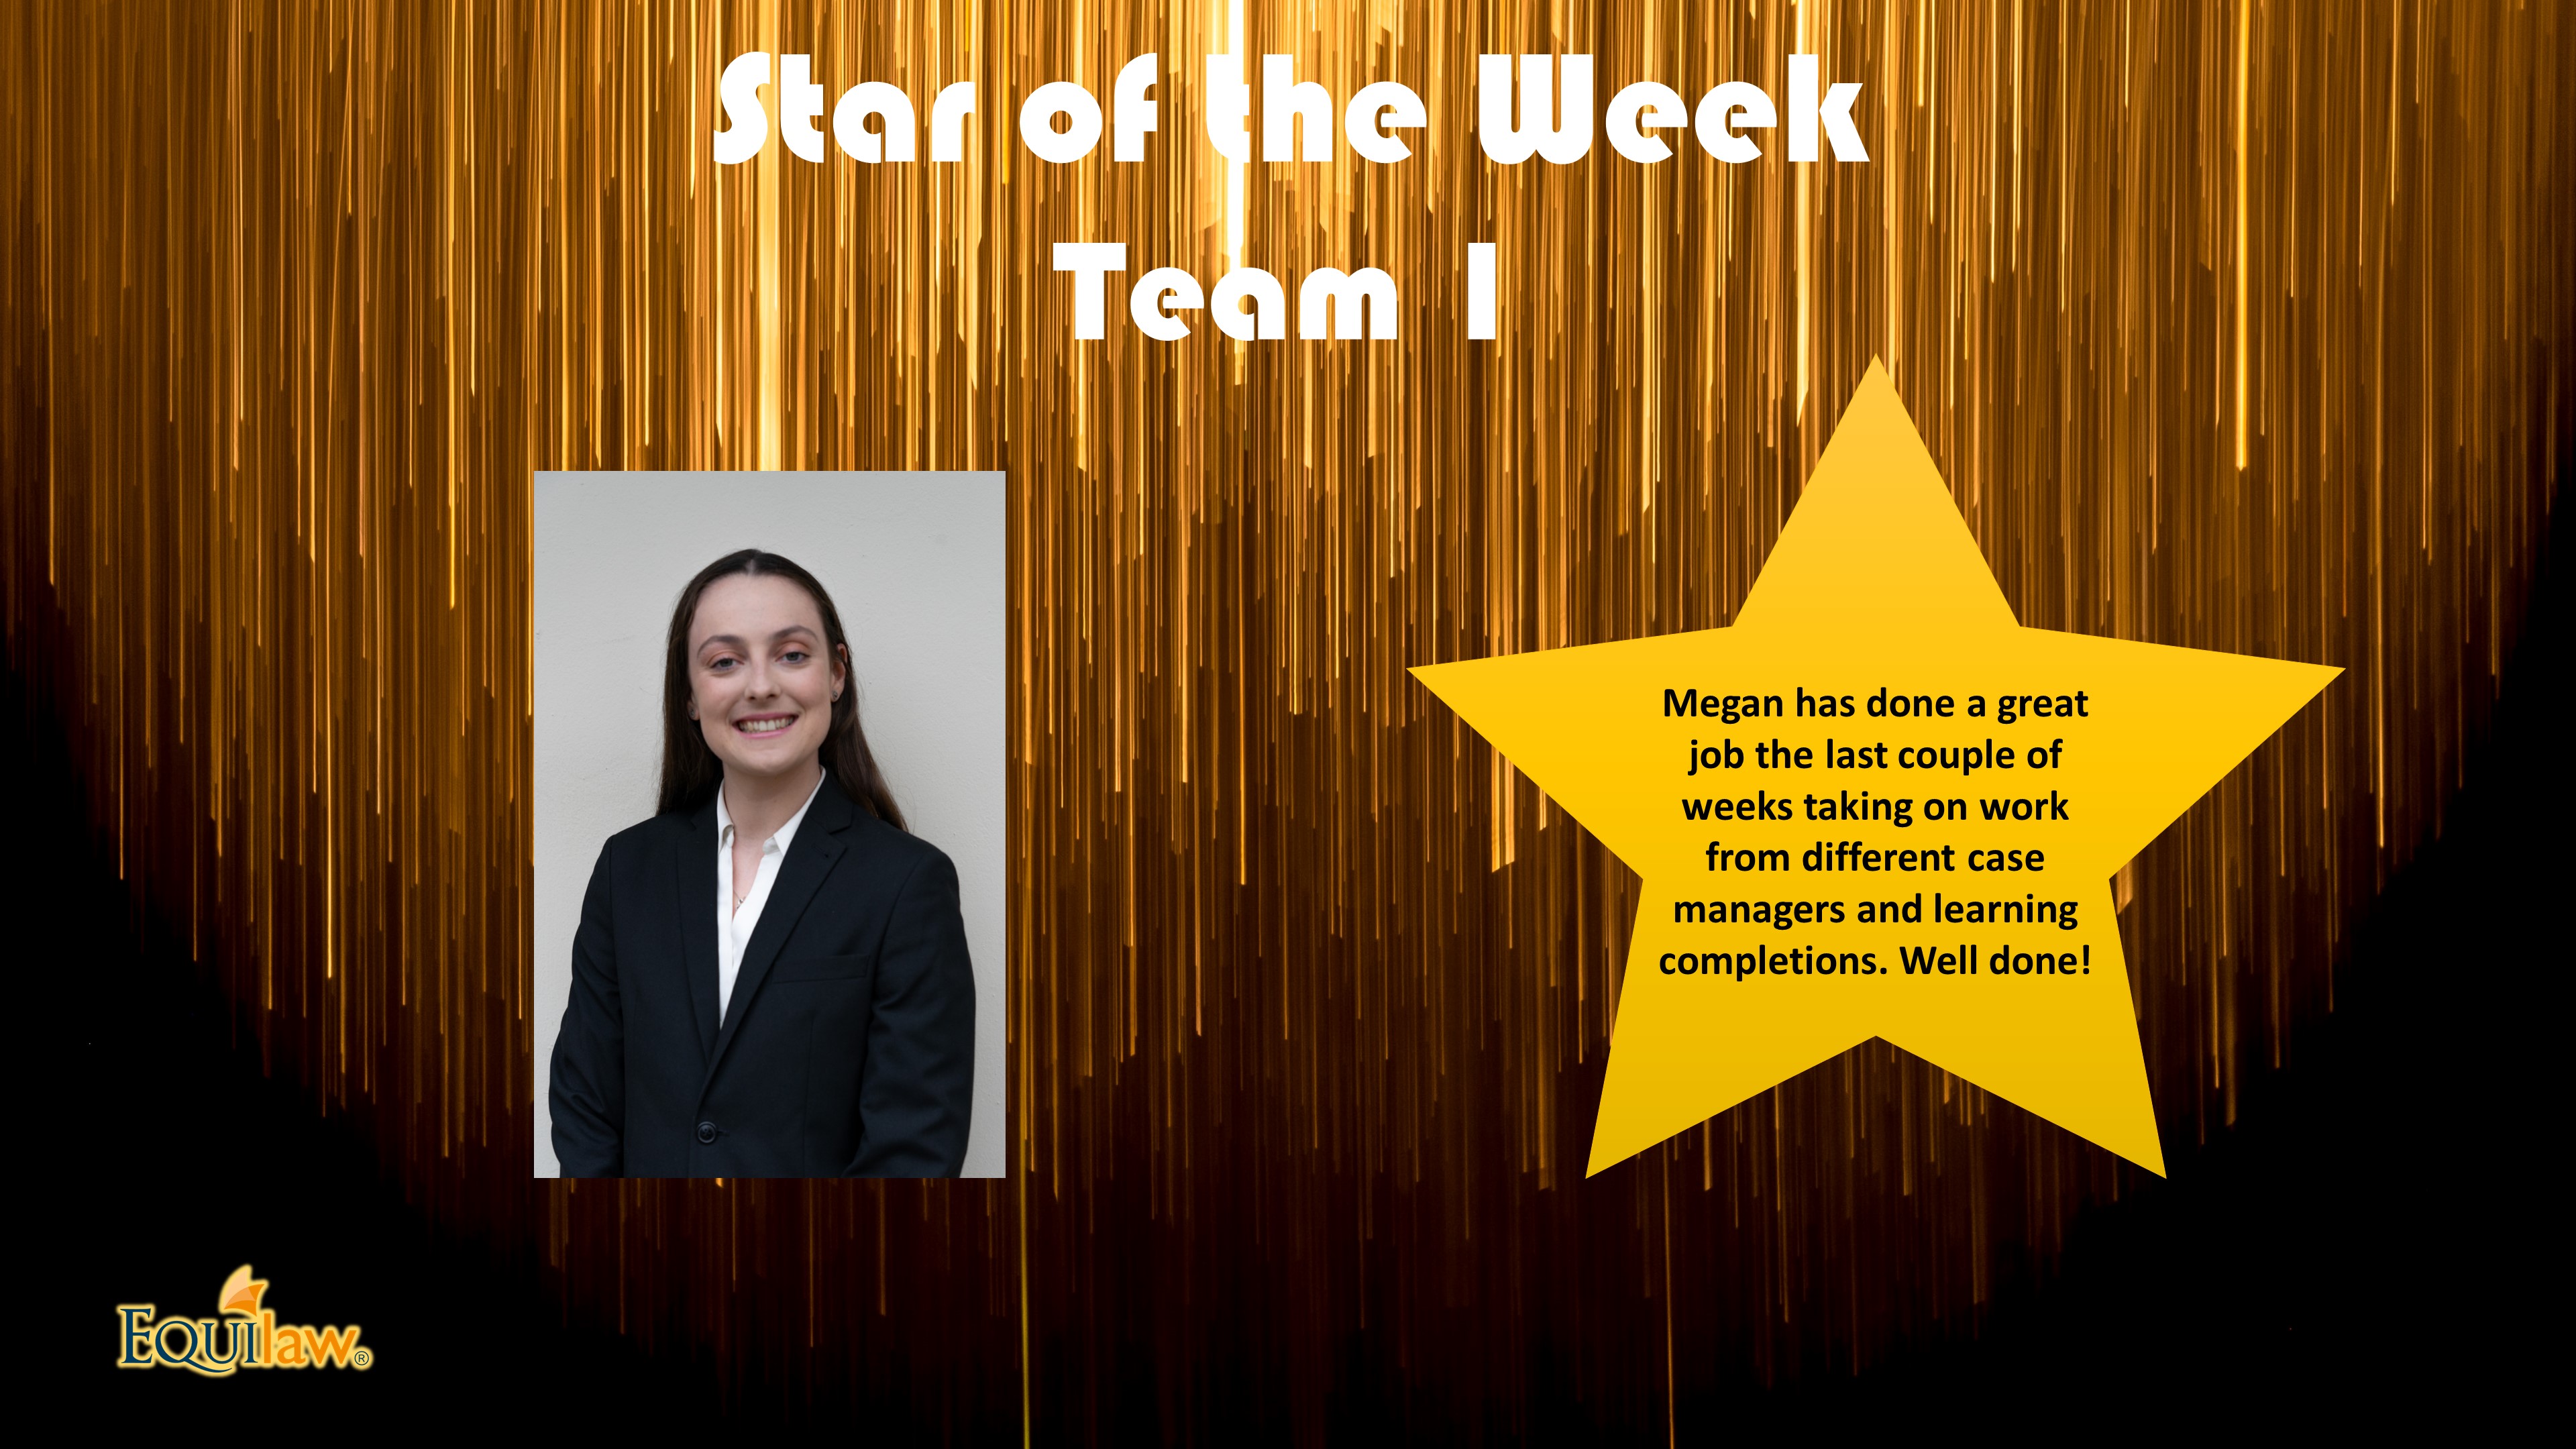 Star of the Week
Team 1
Megan has done a great
job the last couple of
weeks taking on work
from different case
managers and learning
completions. Well done!
EQUIlaw®